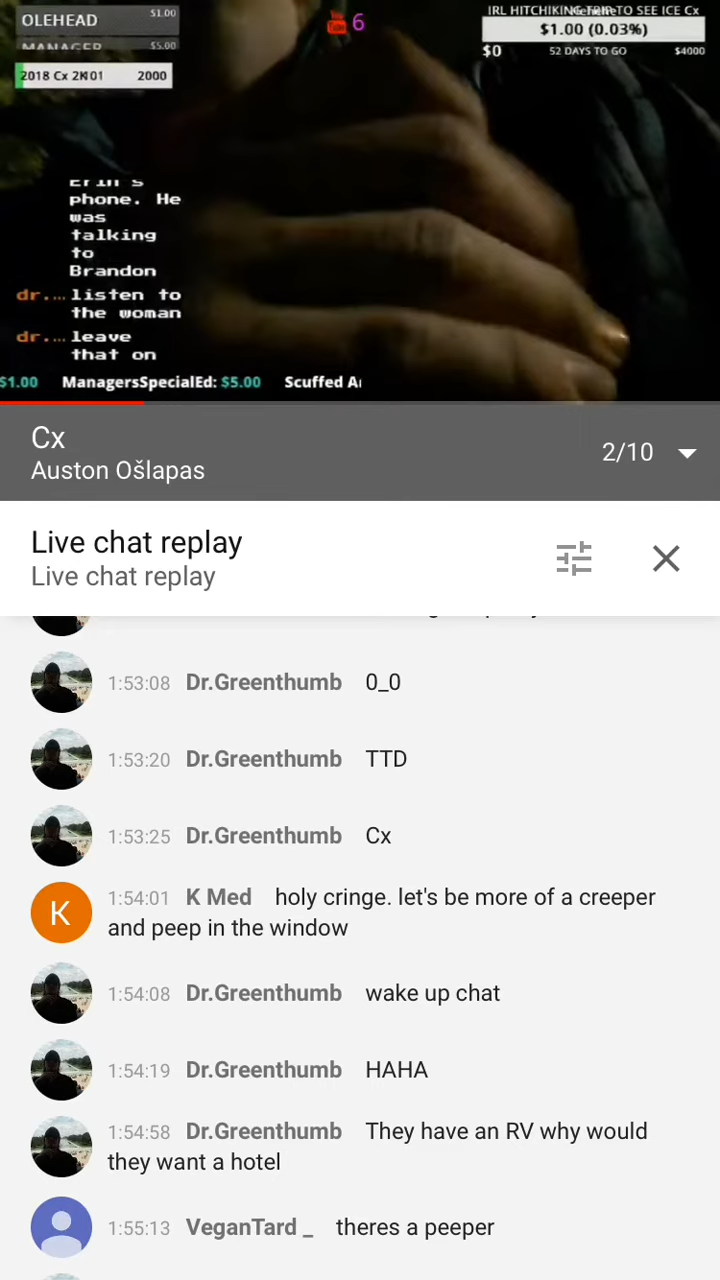 OLEHEAD $1.00
MANAGER $5.00
2018 Cx 2K01 2000
6
IRL HITCHIKING TRIP TO SEE ICE Cx
$1.00 (0.03%)
$0 52 DAYS TO GO $4000
Erin's
phone. He
was
talking
to
Brandon
dr.… listen to
the woman
dr.… leave
that on
$1.00 ManagersSpecialEd: $5.00 Scuffed
Cx
Auston Ošlapas
2/10
Live chat replay
Live chat replay
1:53:08 Dr.Greenthumb 0_0
1:53:20 Dr.Greenthumb TTD
1:53:25 Dr.Greenthumb Cx
K
1:54:01 K Med holy cringe. let's be more of a creeper
and peep in the window
1:54:08 Dr.Greenthumb wake up chat
1:54:19 Dr.Greenthumb HAHA
1:54:58 Dr.Greenthumb They have an RV why would
they want a hotel
1:55:13 VeganTard _ theres a peeper